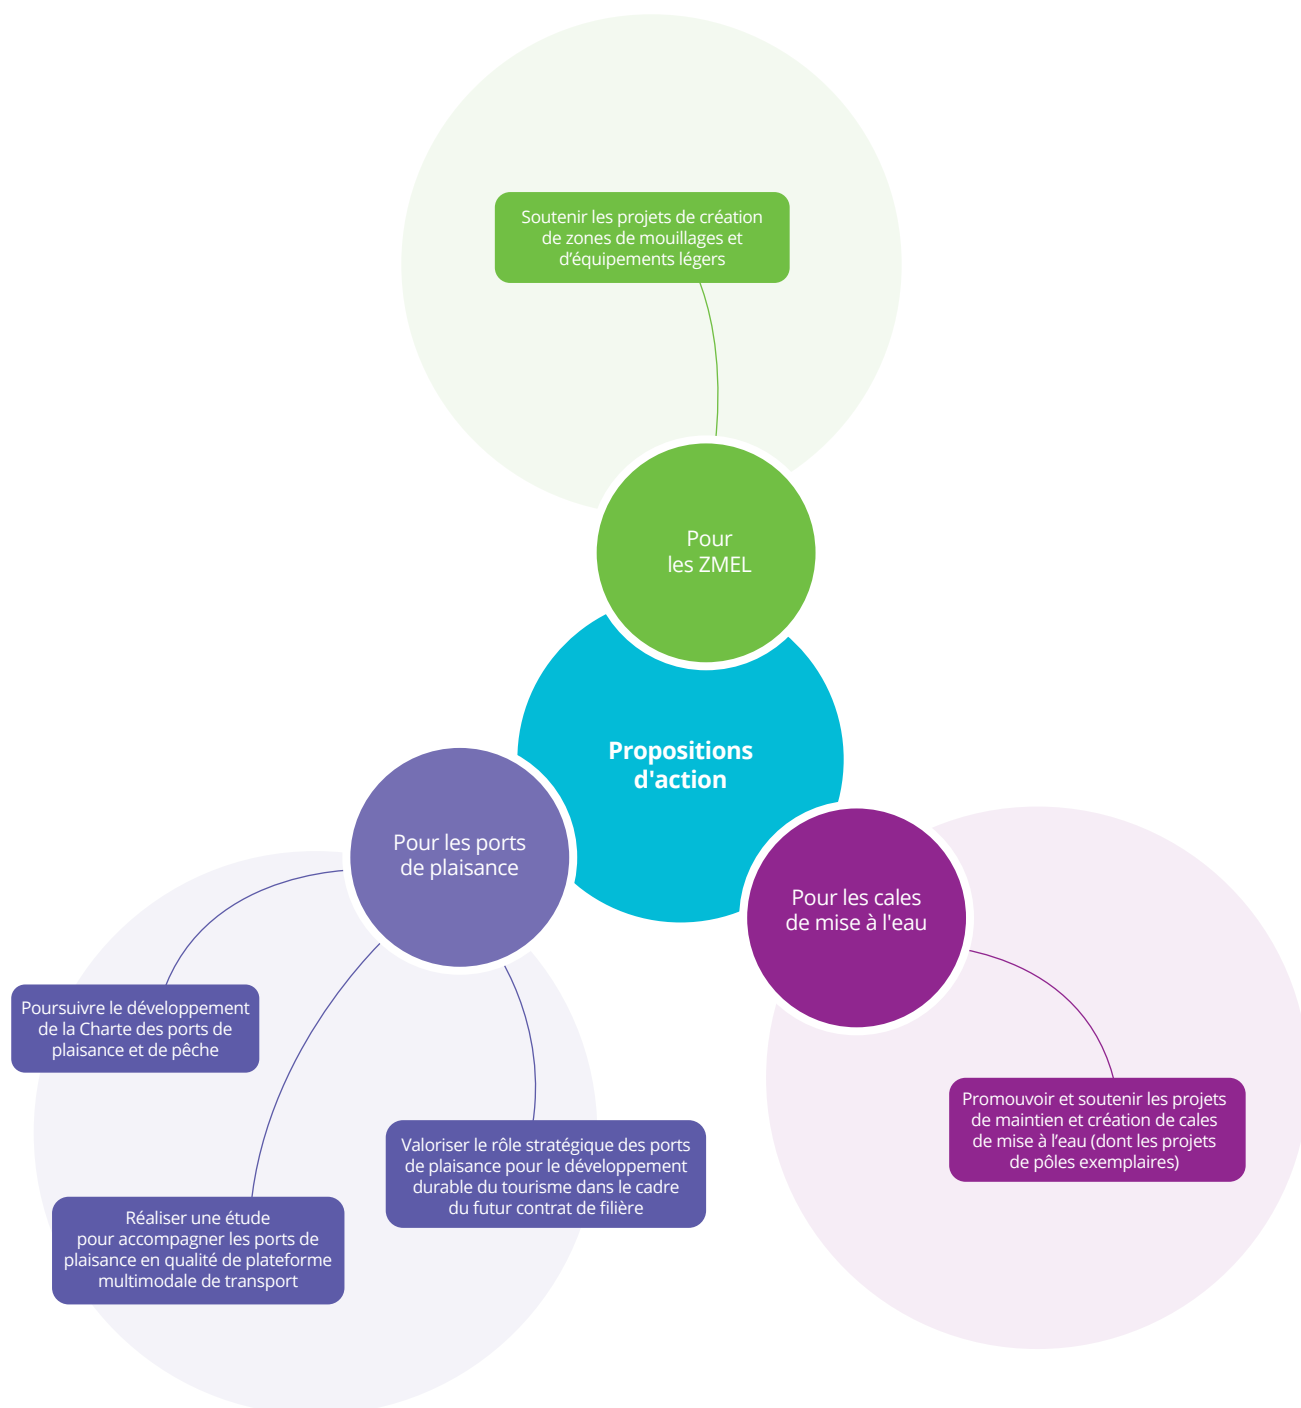 Soutenir les projets de création
de zones de mouillages et
d’équipements légers
Pour
les ZMEL
Propositions
d'action
Pour les ports
de plaisance
Pour les cales
de mise à l'eau
Poursuivre le développement
de la Charte des ports de
plaisance et de pêche
Valoriser le rôle stratégique des ports
de plaisance pour le développement
durable du tourisme dans le cadre
du futur contrat de filière
Réaliser une étude
pour accompagner les ports de
plaisance en qualité de plateforme
multimodale de transport
Promouvoir et soutenir les projets
de maintien et création de cales
de mise à l’eau (dont les projets
de pôles exemplaires)